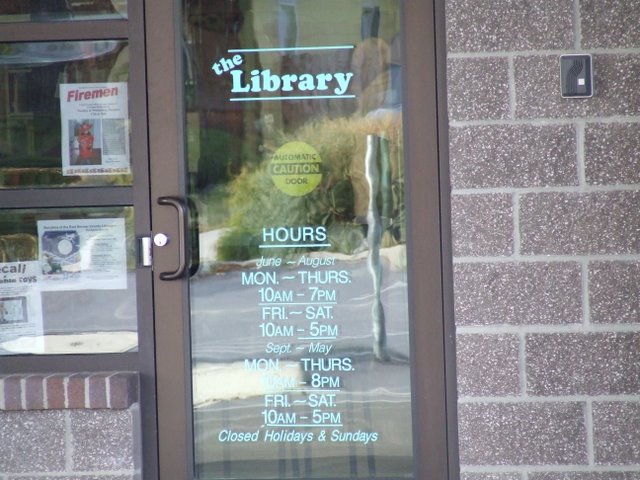 the
Library
AUTOMATIC
CAUTION
DOOR
HOURS
June ~ August
MON. ~ THURS.
10AM - 7PM
FRI. ~ SAT.
10AM - 5PM
Sept. ~ May
MON. ~ THURS.
10AM - 8PM
FRI. ~ SAT.
10AM - 5PM
Closed Holidays & Sundays
Firemen